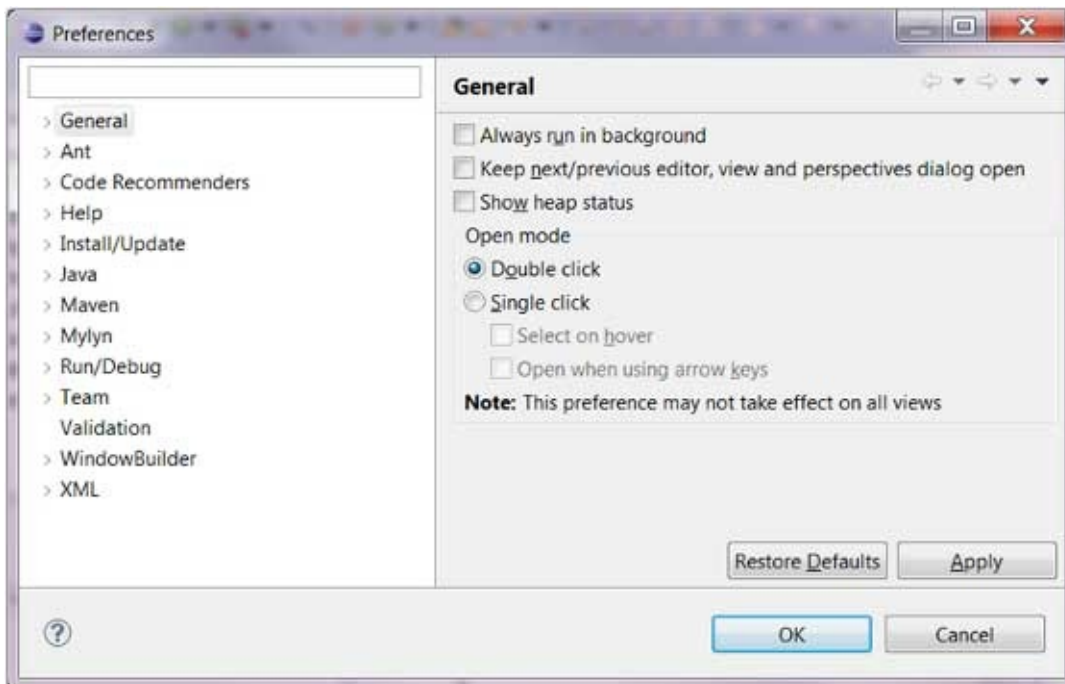 Preferences
General
Ant
Code Recommenders
Help
Install/Update
Java
Maven
Mylyn
Run/Debug
Team
Validation
WindowBuilder
XML
General
Always run in background
Keep next/previous editor, view and perspectives dialog open
Show heap status
Open mode
Double click
Single click
Select on hover
Open when using arrow keys
Note: This preference may not take effect on all views
Restore Defaults
Apply
?
OK
Cancel